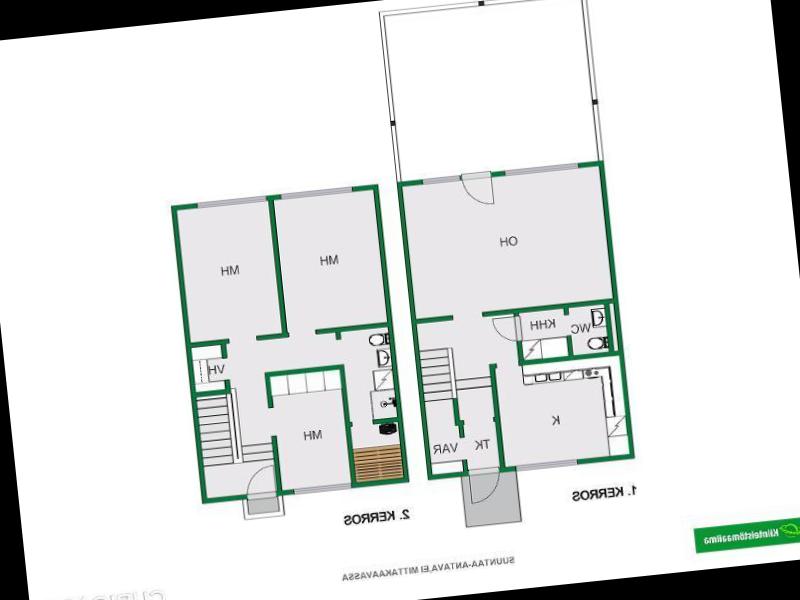 OH
MH
MH
KHH
WC
VH
K
MH
VAR
TK
1. KERROS
2. KERROS
Kiinteistömaailma
SUUNTAA-ANTAVA,EI MITTAKAAVASSA